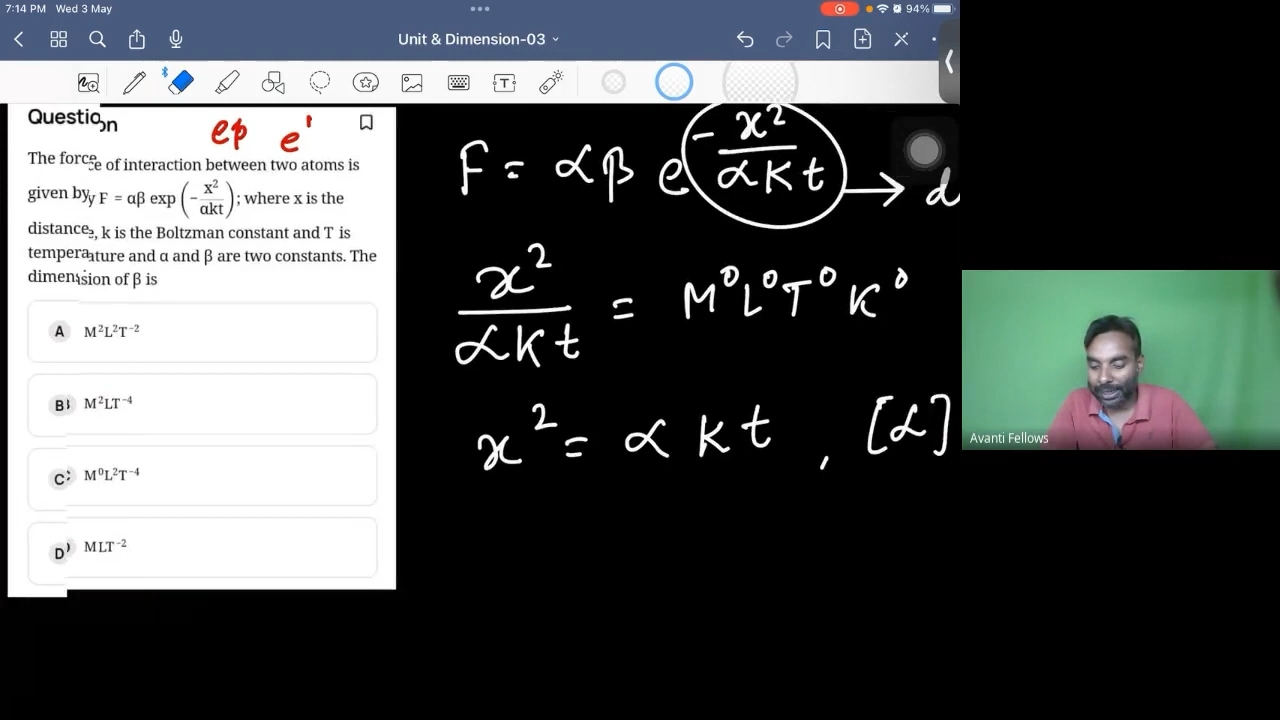 7:14 PM Wed 3 May
94%
Unit & Dimension-03
Question
ep e¹
The force of interaction between two atoms is
given by F = αβ exp (-x²/αkt); where x is the
distance, k is the Boltzman constant and T is
temperature and α and β are two constants. The
dimension of β is
A M²L²T⁻²
B M²LT⁻⁴
C M⁰L²T⁻⁴
D MLT⁻²
F = αβ e^(-x²/αKt) → d
x²/αKt = M⁰L⁰T⁰K⁰
x² = αKt, [α]
Avanti Fellows